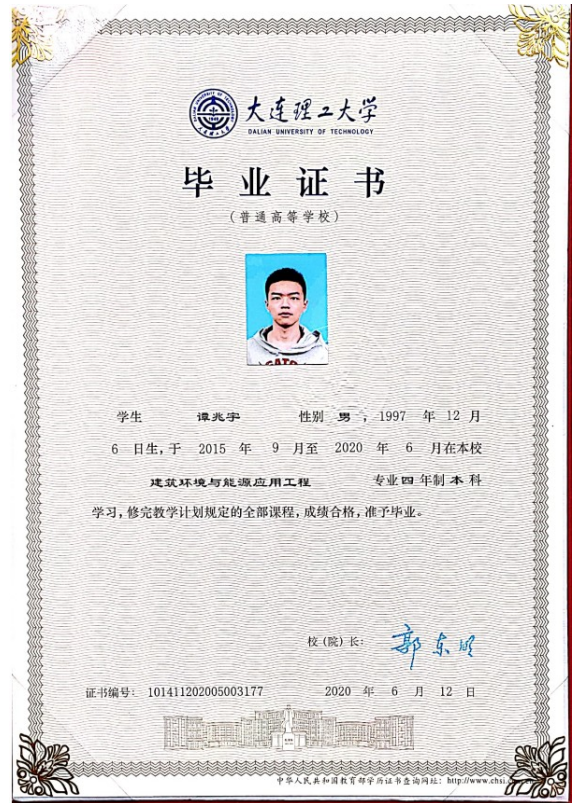 大连理工大学
DALIAN UNIVERSITY OF TECHNOLOGY
毕业证书
(普通高等学校)
学生 谭兆宇 性别 男 , 1997 年 12 月
6 日生,于 2015 年 9 月至 2020 年 6 月在本校
建筑环境与能源应用工程 专业 四 年制 本 科
学习,修完教学计划规定的全部课程,成绩合格,准予毕业。
校(院)长: 郭东明
证书编号: 101411202005003177 2020 年 6 月 12 日
中华人民共和国教育部学历证书查询网址: http://www.chsi.